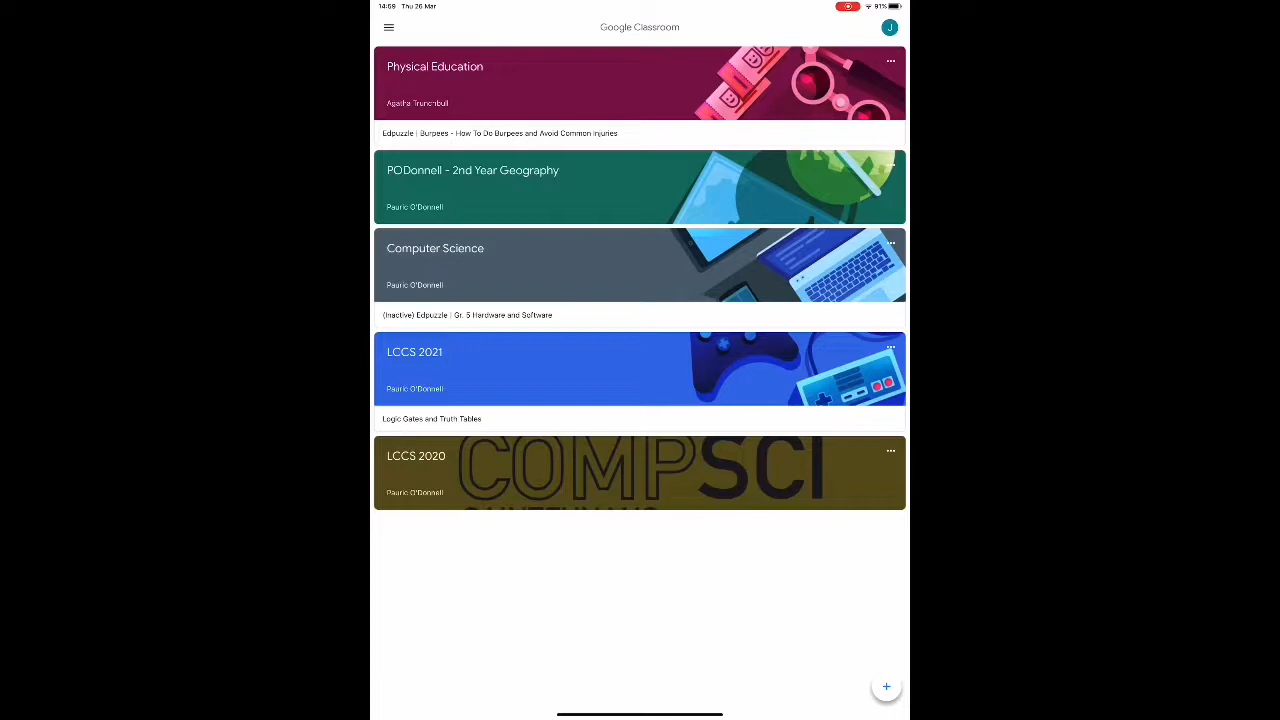 14:59 Thu 26 Mar 91%
Google Classroom
J
Physical Education
Agatha Trunchbull
Edpuzzle | Burpees - How To Do Burpees and Avoid Common Injuries
PODonnell - 2nd Year Geography
Pauric O'Donnell
Computer Science
Pauric O'Donnell
(Inactive) Edpuzzle | Gr. 5 Hardware and Software
LCCS 2021
Pauric O'Donnell
Logic Gates and Truth Tables
COMPSCI
LCCS 2020
Pauric O'Donnell